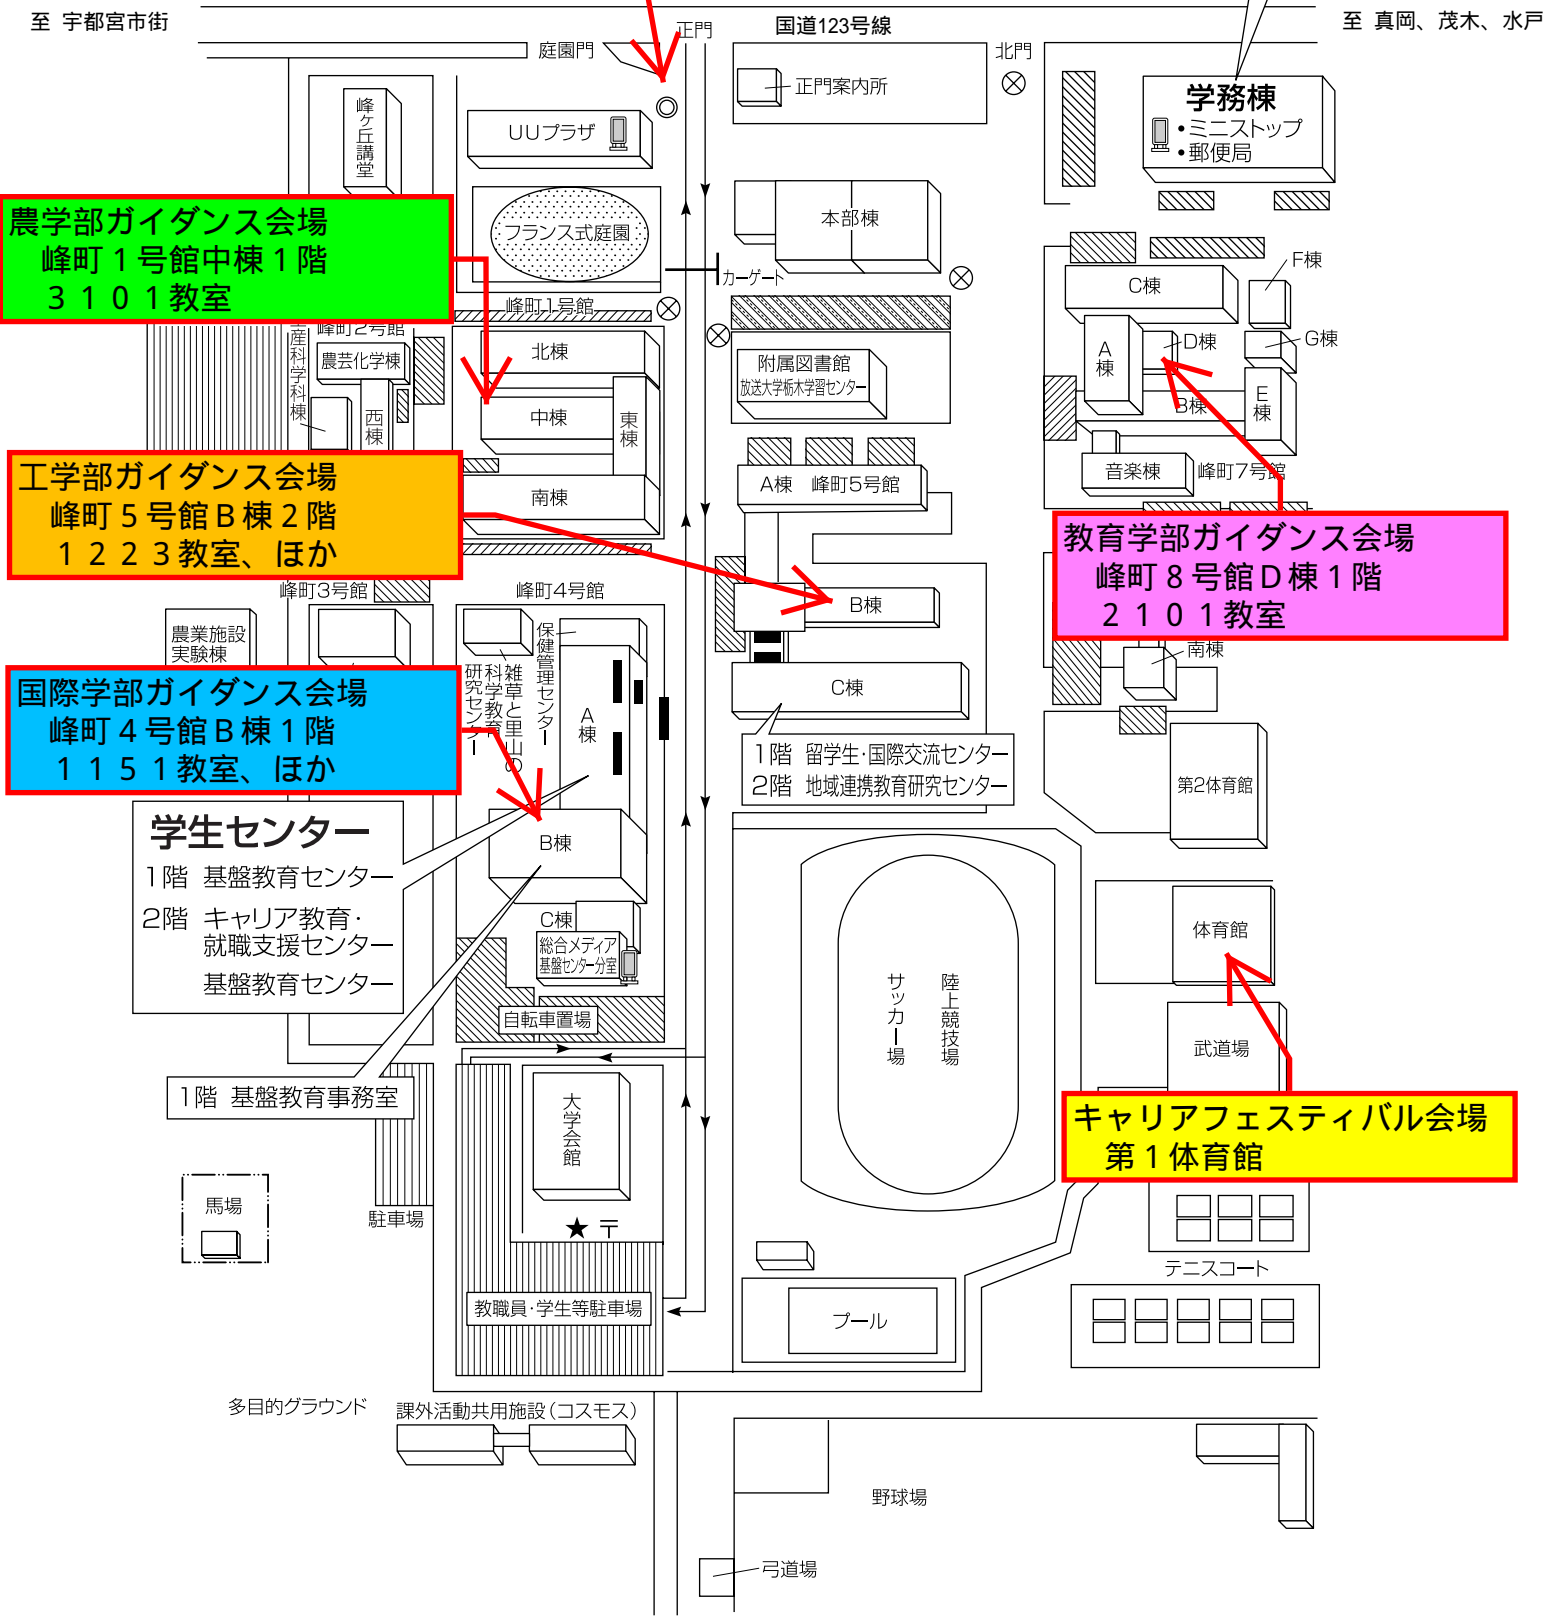 至 宇都宮市街
正門
国道123号線
至 真岡、茂木、水戸
庭園門
北門
正門案内所
峰ヶ丘講堂
UUプラザ
学務棟
・ミニストップ
・郵便局
農学部ガイダンス会場
峰町1号館中棟1階
3101教室
フランス式庭園
本部棟
カーゲート
C棟
F棟
峰町1号館
峰町2号館
産科学科棟
農芸化学棟
西棟
北棟
中棟
東棟
南棟
附属図書館
放送大学栃木学習センター
A棟
D棟
G棟
B棟
E棟
音楽棟
峰町7号館
A棟 峰町5号館
工学部ガイダンス会場
峰町5号館B棟2階
1223教室、ほか
教育学部ガイダンス会場
峰町8号館D棟1階
2101教室
峰町3号館
峰町4号館
B棟
農業施設
実験棟
保健管理センター
雑草と里山の
科学教育
研究センター
A棟
南棟
C棟
国際学部ガイダンス会場
峰町4号館B棟1階
1151教室、ほか
1階 留学生・国際交流センター
2階 地域連携教育研究センター
第2体育館
学生センター
1階 基盤教育センター
2階 キャリア教育・
就職支援センター
基盤教育センター
B棟
C棟
総合メディア
基盤センター分室
自転車置場
体育館
サッカー場
陸上競技場
武道場
1階 基盤教育事務室
大学会館
キャリアフェスティバル会場
第1体育館
馬場
駐車場
★ 〒
テニスコート
教職員・学生等駐車場
プール
多目的グラウンド
課外活動共用施設(コスモス)
野球場
弓道場